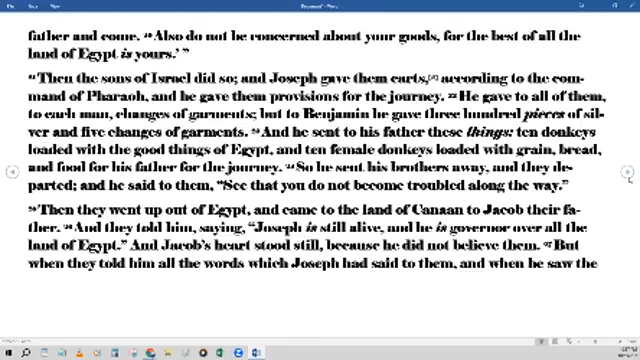 father and come. 20 Also do not be concerned about your goods, for the best of all the
land of Egypt is yours.’ ”
21 Then the sons of Israel did so; and Joseph gave them carts,[a] according to the com-
mand of Pharaoh, and he gave them provisions for the journey. 22 He gave to all of them,
to each man, changes of garments; but to Benjamin he gave three hundred pieces of sil-
ver and five changes of garments. 23 And he sent to his father these things: ten donkeys
loaded with the good things of Egypt, and ten female donkeys loaded with grain, bread,
and food for his father for the journey. 24 So he sent his brothers away, and they de-
parted; and he said to them, “See that you do not become troubled along the way.”
25 Then they went up out of Egypt, and came to the land of Canaan to Jacob their fa-
ther. 26 And they told him, saying, “Joseph is still alive, and he is governor over all the
land of Egypt.” And Jacob’s heart stood still, because he did not believe them. 27 But
when they told him all the words which Joseph had said to them, and when he saw the